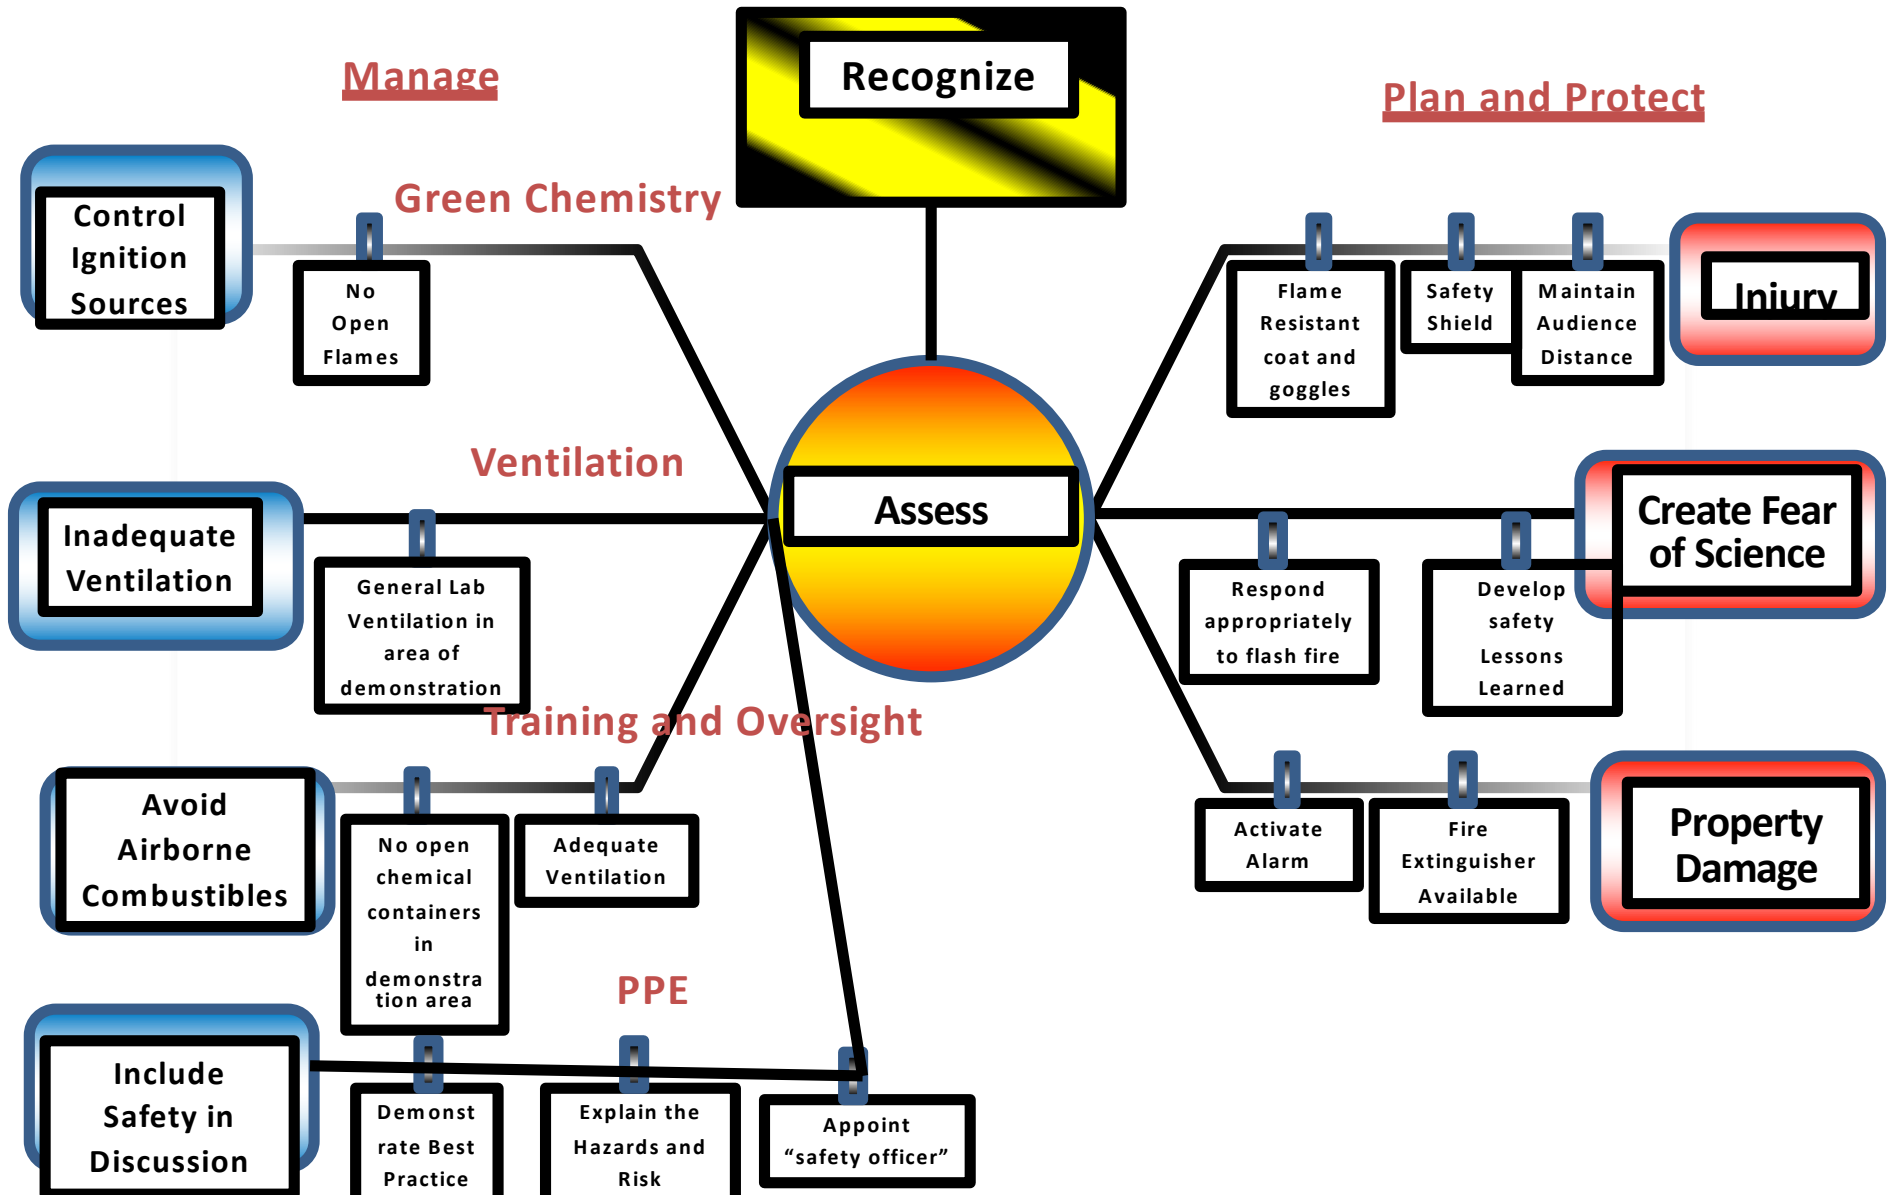 Manage
Recognize
Plan and Protect
Green Chemistry
Control
Ignition
Sources
No
Open
Flames
Flame
Resistant
coat and
goggles
Safety
Shield
Maintain
Audience
Distance
Injury
Ventilation
Assess
Inadequate
Ventilation
General Lab
Ventilation in
area of
demonstration
Respond
appropriately
to flash fire
Develop
safety
Lessons
Learned
Create Fear
of Science
Training and Oversight
Avoid
Airborne
Combustibles
No open
chemical
containers
in
demonstra
tion area
Adequate
Ventilation
Activate
Alarm
Fire
Extinguisher
Available
Property
Damage
PPE
Include
Safety in
Discussion
Demonst
rate Best
Practice
Explain the
Hazards and
Risk
Appoint
“safety officer”